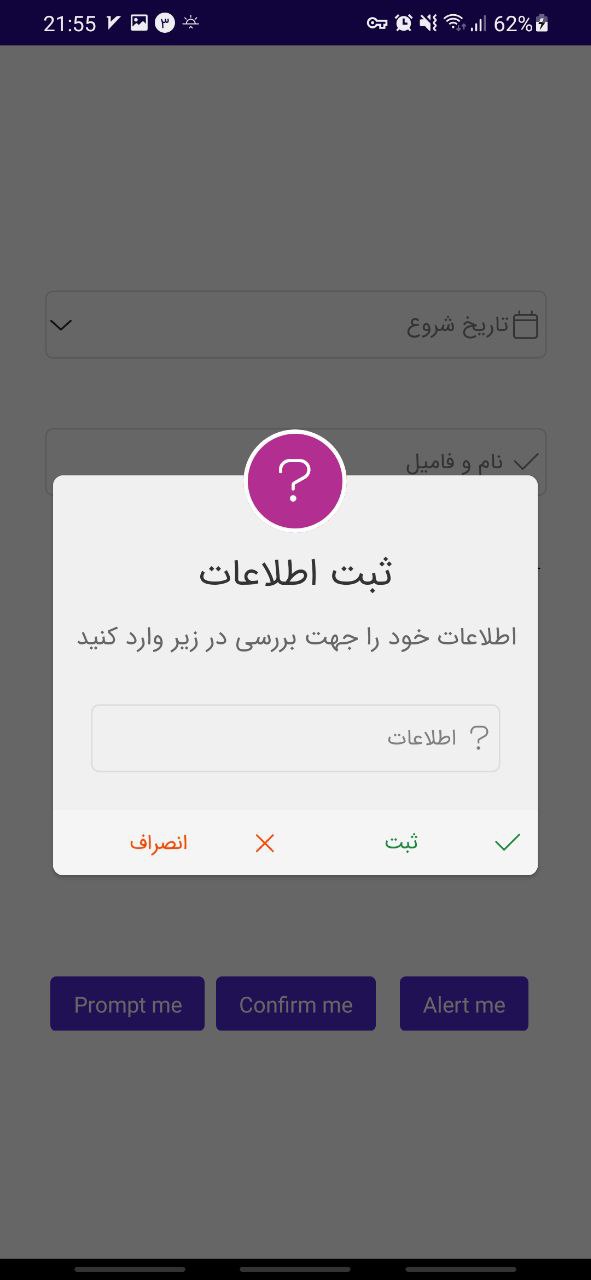 21:55 ۳ 62%
تاریخ شروع
نام و فامیل
?
ثبت اطلاعات
اطلاعات خود را جهت بررسی در زیر وارد کنید
? اطلاعات
ثبت
انصراف
Prompt me Confirm me Alert me